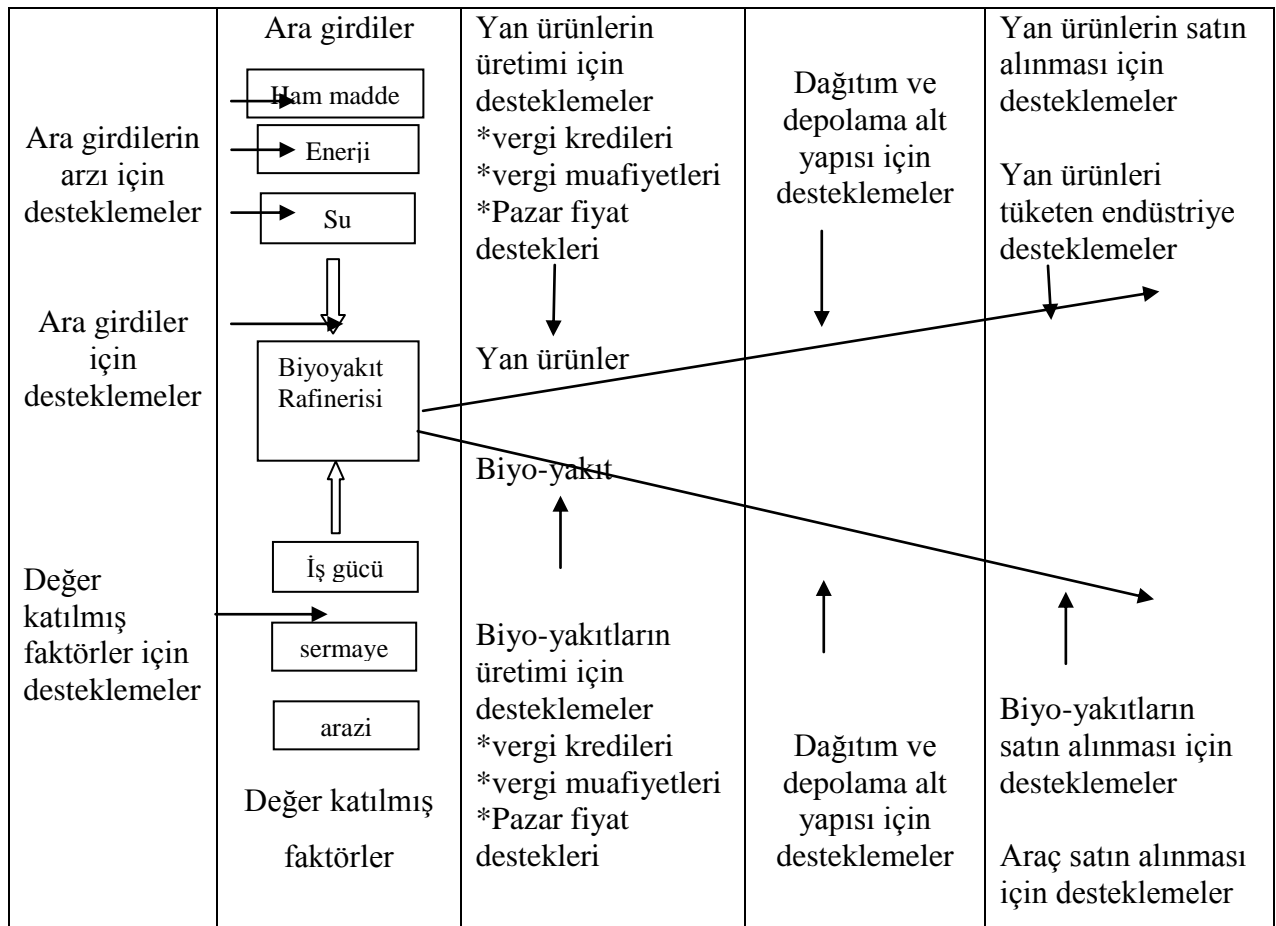 Ara girdilerin
arzı için
desteklemeler
Ara girdiler
için
desteklemeler
Değer
katılmış
faktörler için
desteklemeler
Ara girdiler
Ham madde
Enerji
Su
Biyoyakıt
Rafinerisi
İş gücü
sermaye
arazi
Değer katılmış
faktörler
Yan ürünlerin
üretimi için
desteklemeler
*vergi kredileri
*vergi muafiyetleri
*Pazar fiyat
destekleri
Yan ürünler
Biyo-yakıt
Biyo-yakıtların
üretimi için
desteklemeler
*vergi kredileri
*vergi muafiyetleri
*Pazar fiyat
destekleri
Dağıtım ve
depolama alt
yapısı için
desteklemeler
Dağıtım ve
depolama alt
yapısı için
desteklemeler
Yan ürünlerin satın
alınması için
desteklemeler
Yan ürünleri
tüketen endüstriye
desteklemeler
Biyo-yakıtların
satın alınması için
desteklemeler
Araç satın alınması
için desteklemeler